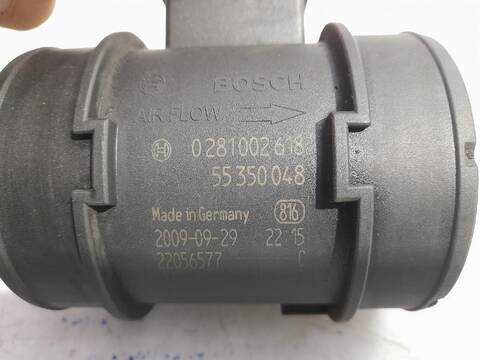 BOSCH
AIR FLOW
0 281 002 618
55 350 048
Made in Germany 816
2009-09-29 22 15
22056577 C